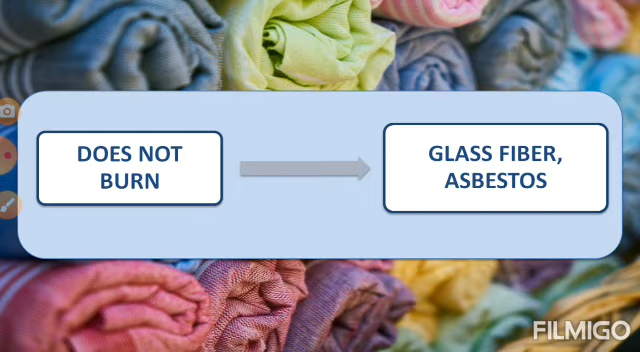 DOES NOT
BURN
GLASS FIBER,
ASBESTOS
FILMIGO